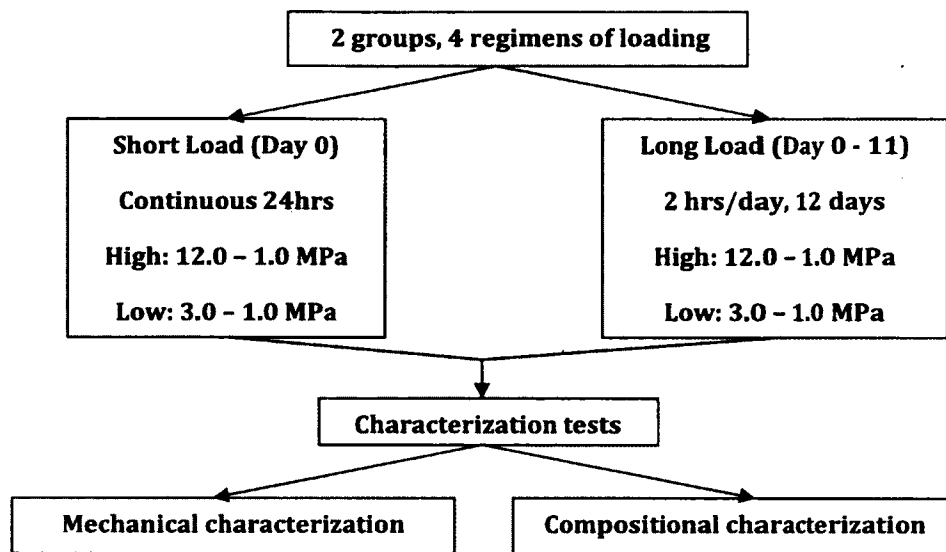 2 groups, 4 regimens of loading
Short Load (Day 0)
Continuous 24hrs
High: 12.0 – 1.0 MPa
Low: 3.0 – 1.0 MPa
Long Load (Day 0 - 11)
2 hrs/day, 12 days
High: 12.0 – 1.0 MPa
Low: 3.0 – 1.0 MPa
Characterization tests
Mechanical characterization
Compositional characterization